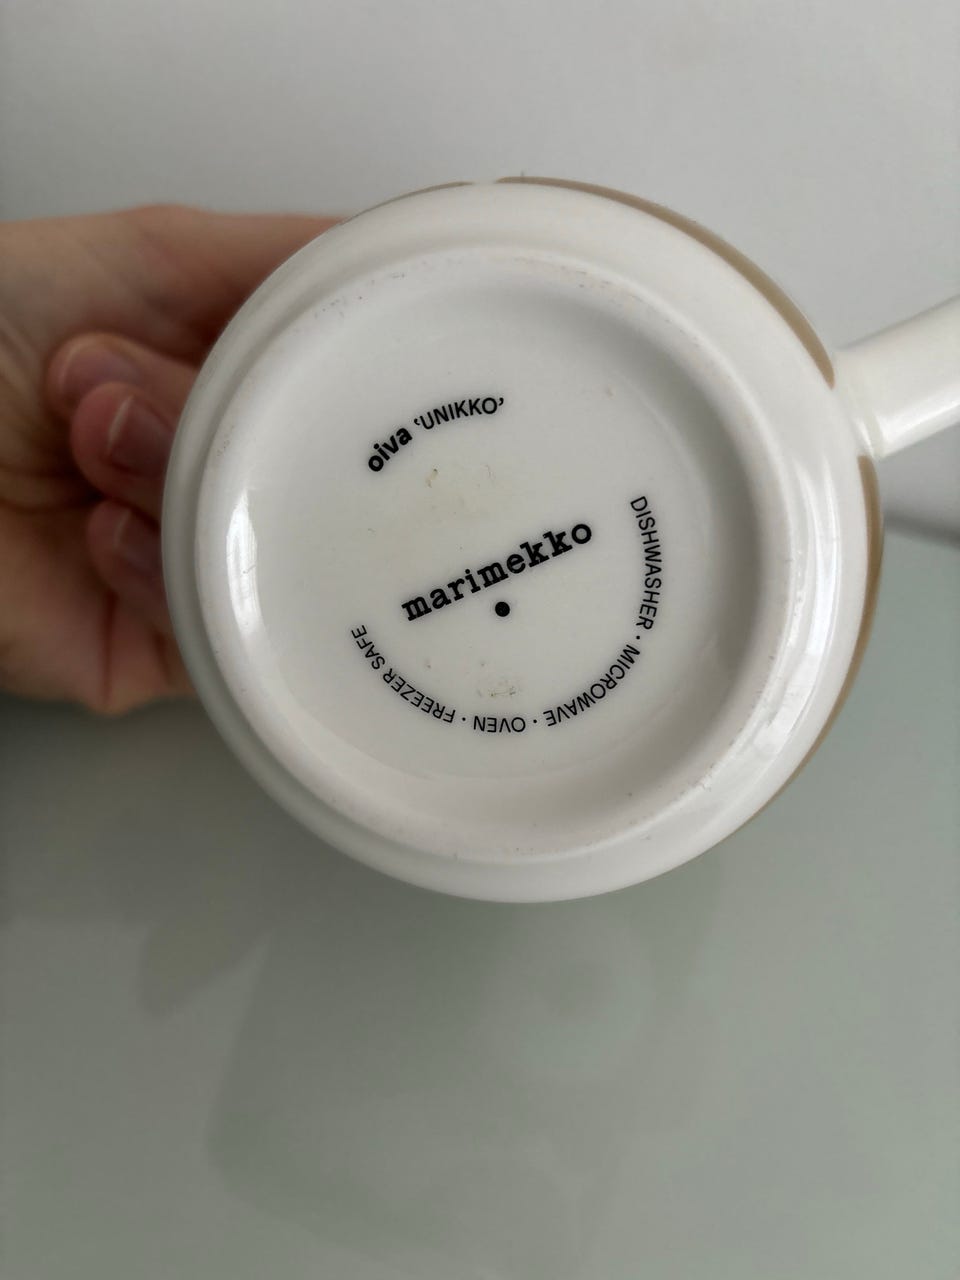 oiva ‘UNIKKO’
marimekko
DISHWASHER · MICROWAVE · OVEN · FREEZER SAFE